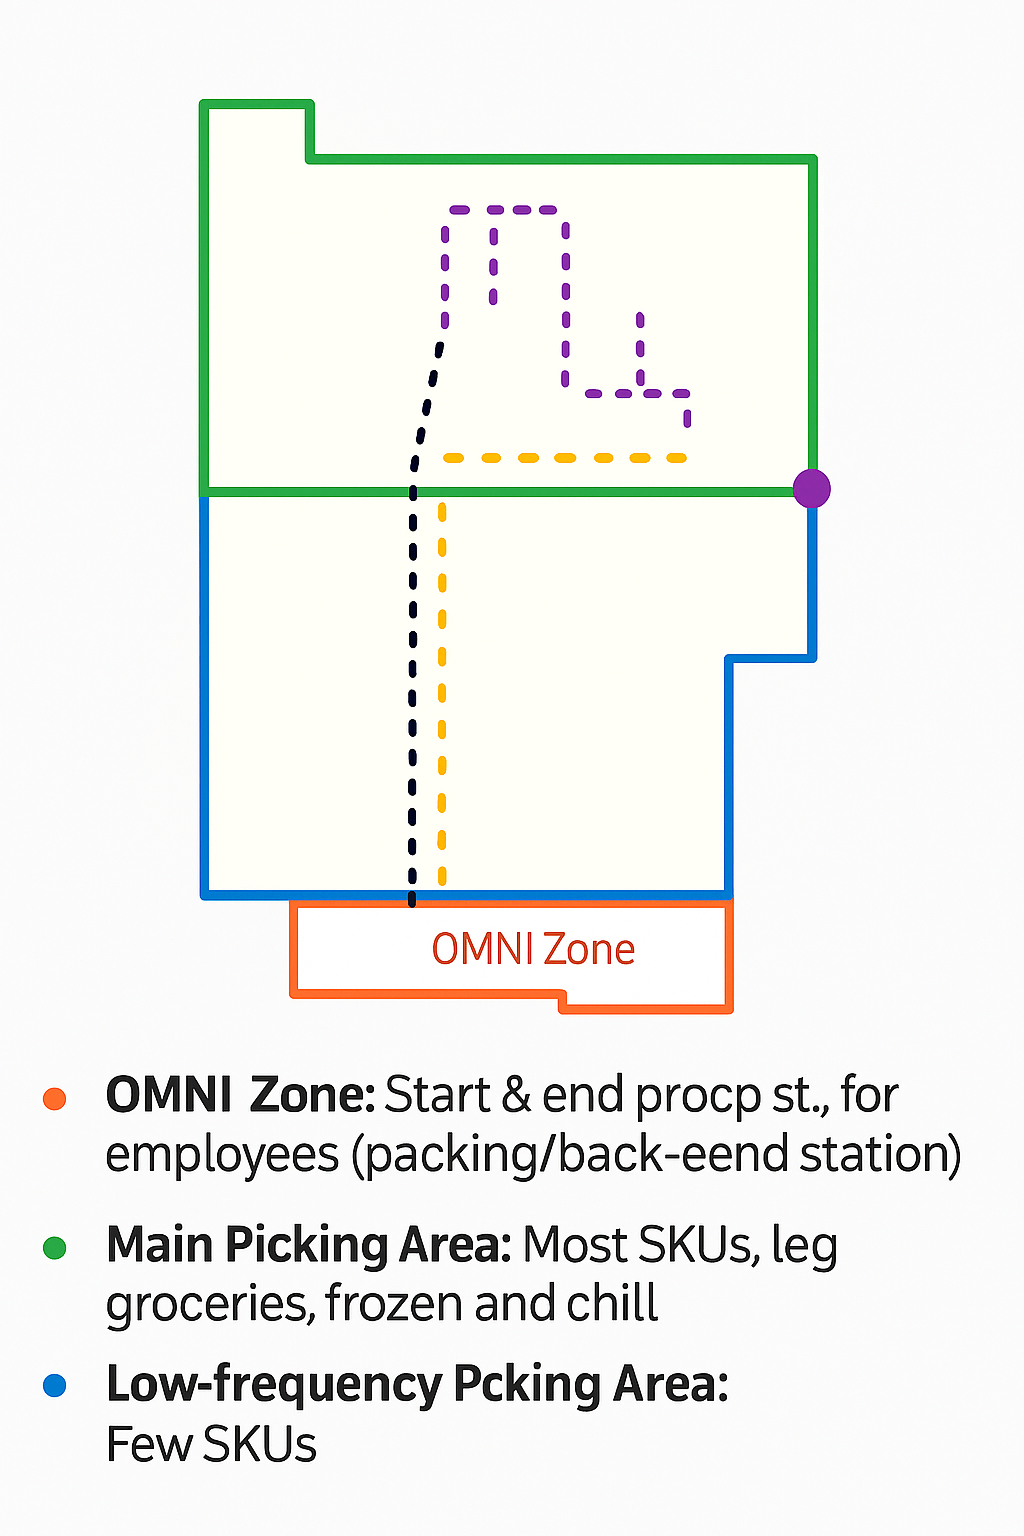 OMNI Zone
OMNI Zone: Start & end procp st., for
employees (packing/back-eend station)
Main Picking Area: Most SKUs, leg
groceries, frozen and chill
Low-frequency Pcking Area:
Few SKUs